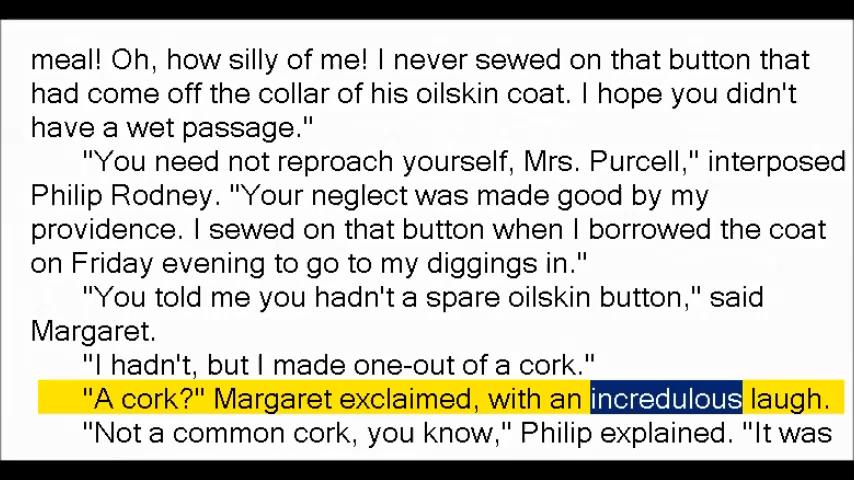 meal! Oh, how silly of me! I never sewed on that button that
had come off the collar of his oilskin coat. I hope you didn't
have a wet passage."
"You need not reproach yourself, Mrs. Purcell," interposed
Philip Rodney. "Your neglect was made good by my
providence. I sewed on that button when I borrowed the coat
on Friday evening to go to my diggings in."
"You told me you hadn't a spare oilskin button," said
Margaret.
"I hadn't, but I made one-out of a cork."
"A cork?" Margaret exclaimed, with an incredulous laugh.
"Not a common cork, you know," Philip explained. "It was